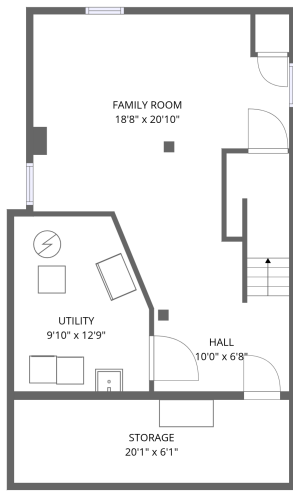 FAMILY ROOM
18'8" x 20'10"
UTILITY
9'10" x 12'9"
HALL
10'0" x 6'8"
STORAGE
20'1" x 6'1"